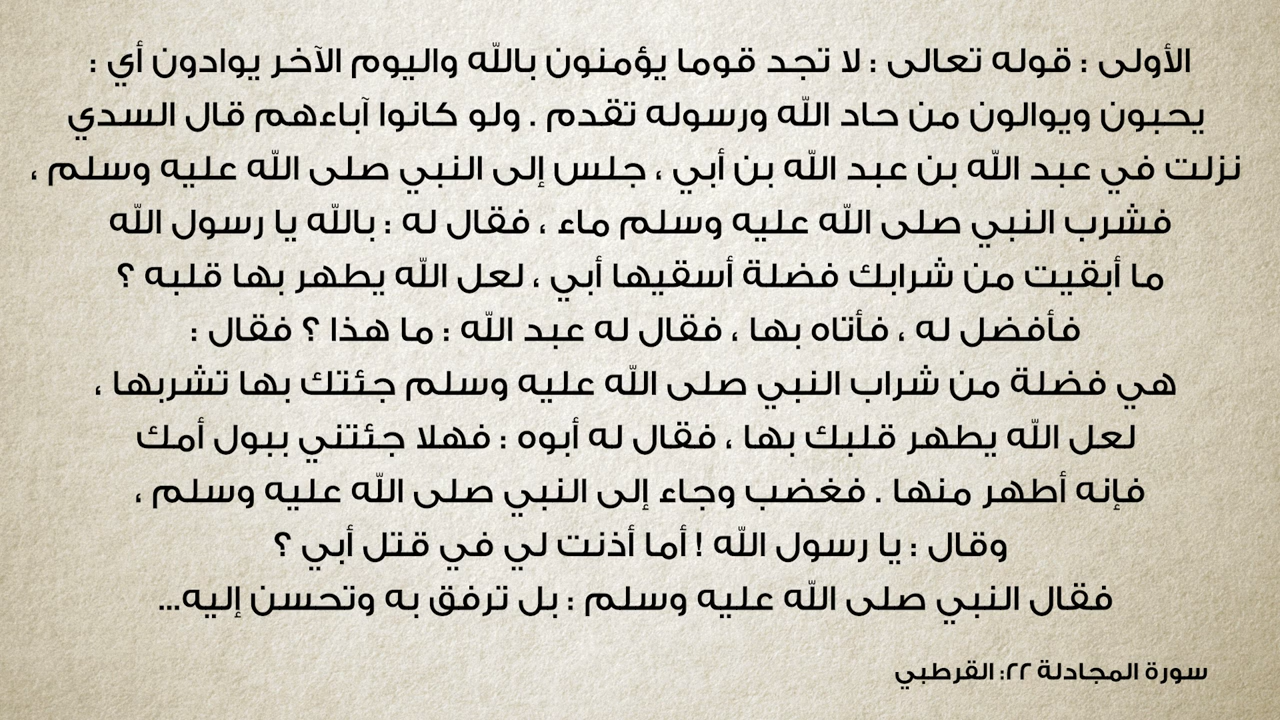 الأولى : قوله تعالى : لا تجد قوما يؤمنون بالله واليوم الآخر يوادون أي :
يحبون ويوالون من حاد الله ورسوله تقدم . ولو كانوا آباءهم قال السدي
نزلت في عبد الله بن عبد الله بن أبي ، جلس إلى النبي صلى الله عليه وسلم ،
فشرب النبي صلى الله عليه وسلم ماء ، فقال له : بالله يا رسول الله
ما أبقيت من شرابك فضلة أسقيها أبي ، لعل الله يطهر بها قلبه ؟
فأفضل له ، فأتاه بها ، فقال له عبد الله : ما هذا ؟ فقال :
هي فضلة من شراب النبي صلى الله عليه وسلم جئتك بها تشربها ،
لعل الله يطهر قلبك بها ، فقال له أبوه : فهلا جئتني ببول أمك
فإنه أطهر منها . فغضب وجاء إلى النبي صلى الله عليه وسلم ،
وقال : يا رسول الله ! أما أذنت لي في قتل أبي ؟
فقال النبي صلى الله عليه وسلم : بل ترفق به وتحسن إليه...
سورة المجادلة ٢٢: القرطبي